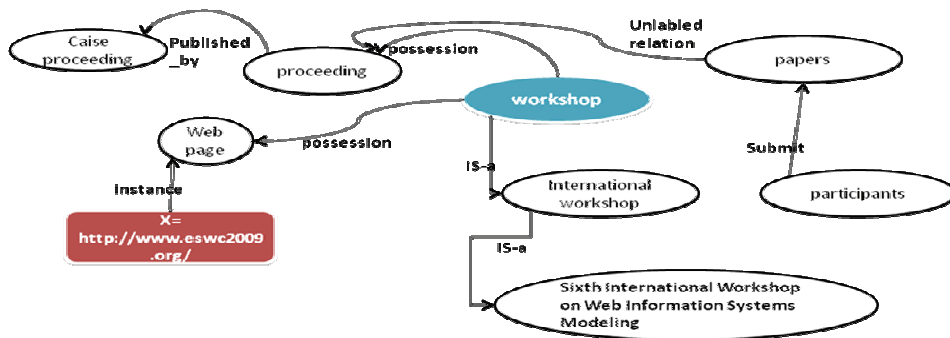 Caise
proceeding
Published
_by
proceeding
possession
Unlabled
relation
papers
workshop
Web
page
possession
IS-a
Submit
instance
International
workshop
participants
X=
http://www.eswc2009
.org/
IS-a
Sixth International Workshop
on Web Information Systems
Modeling